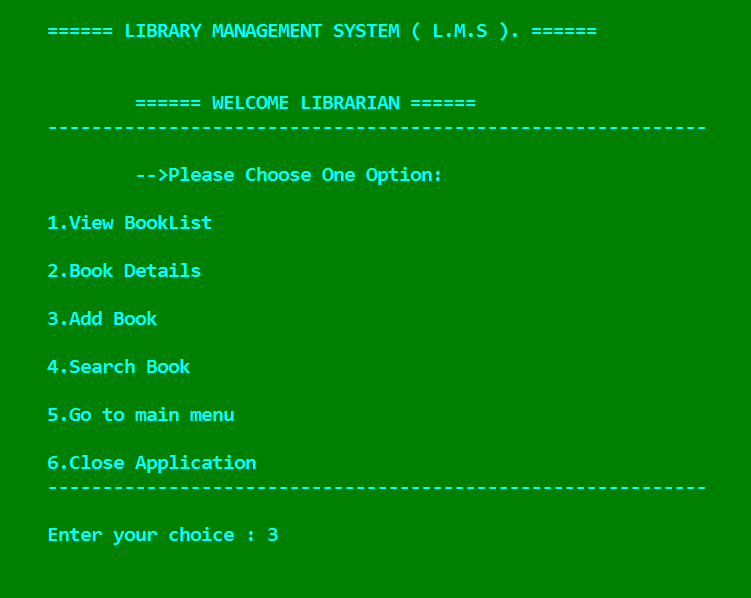 ====== LIBRARY MANAGEMENT SYSTEM ( L.M.S ). ======
====== WELCOME LIBRARIAN ======
------------------------------------------------------------
-->Please Choose One Option:
1.View BookList
2.Book Details
3.Add Book
4.Search Book
5.Go to main menu
6.Close Application
------------------------------------------------------------
Enter your choice : 3